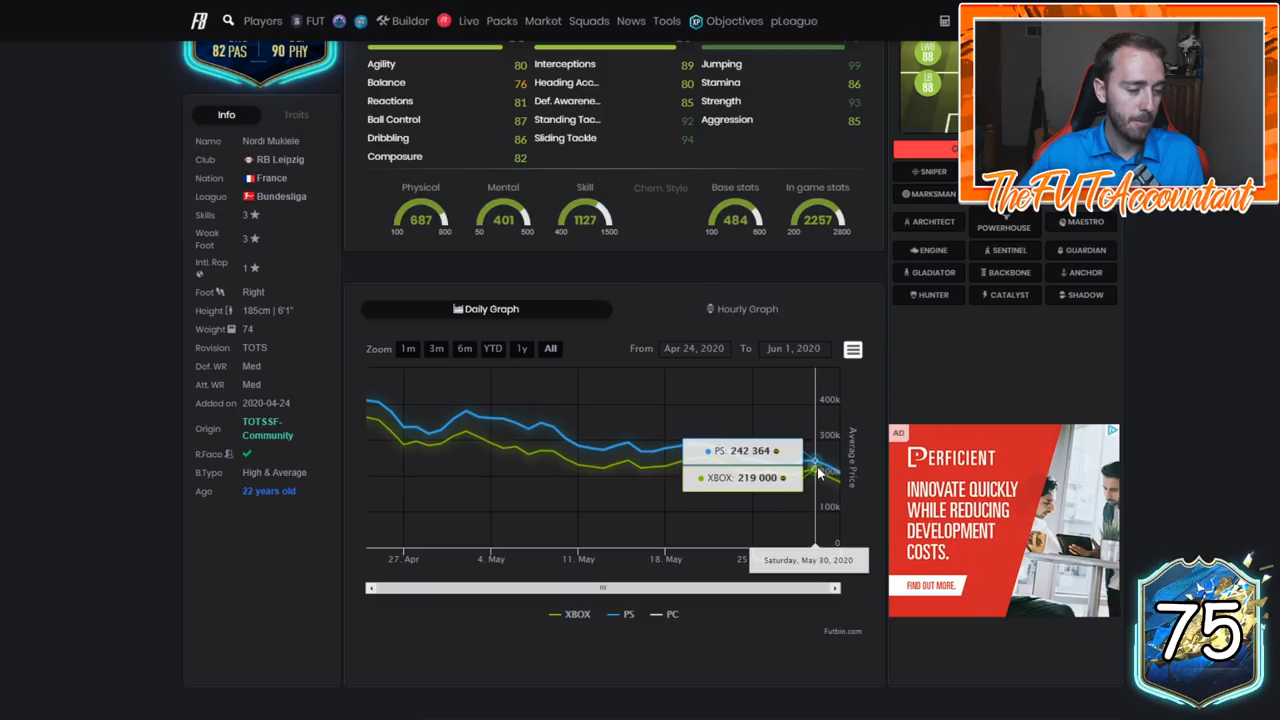 FB Players FUT Builder Live Packs Market Squads News Tools XP Objectives pLeague
82 PAS 90 PHY
LWB
88
LB
88
Agility 80 Interceptions 89 Jumping 99
Balance 76 Heading Acc... 80 Stamina 86
Reactions 81 Def. Awarene... 85 Strength 93
Ball Control 87 Standing Tac... 92 Aggression 85
Dribbling 86 Sliding Tackle 94
Composure 82
Info Traits
Name Nordi Mukiele
Club RB Leipzig
Nation France
League Bundesliga
Skills 3
Weak Foot 3
Intl. Rep 1
Foot Right
Height 185cm | 6'1"
Weight 74
Revision TOTS
Def. WR Med
Att. WR Med
Added on 2020-04-24
Origin TOTSSF-Community
R.Face
B.Type High & Average
Age 22 years old
Physical Mental Skill Chem. Style Base stats In game stats
687 401 1127 484 2257
100 800 50 500 400 1500 100 600 200 2800
SNIPER
MARKSMAN
ARCHITECT POWERHOUSE MAESTRO
ENGINE SENTINEL GUARDIAN
GLADIATOR BACKBONE ANCHOR
HUNTER CATALYST SHADOW
TheFUTAccountant
Daily Graph Hourly Graph
Zoom 1m 3m 6m YTD 1y All From Apr 24, 2020 To Jun 1, 2020
400k
300k
200k
100k
0
Average Price
PS: 242 364
XBOX: 219 000
27. Apr 4. May 11. May 18. May 25
Saturday, May 30, 2020
XBOX PS PC
Futbin.com
AD
PERFICIENT
INNOVATE QUICKLY
WHILE REDUCING
DEVELOPMENT
COSTS.
FIND OUT MORE.
75